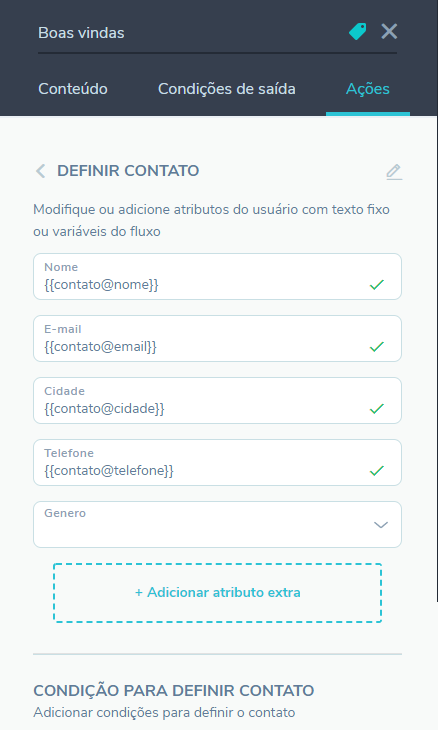 Boas vindas
Conteúdo Condições de saída Ações
DEFINIR CONTATO
Modifique ou adicione atributos do usuário com texto fixo
ou variáveis do fluxo
Nome
{{contato@nome}}
E-mail
{{contato@email}}
Cidade
{{contato@cidade}}
Telefone
{{contato@telefone}}
Genero
+ Adicionar atributo extra
CONDIÇÃO PARA DEFINIR CONTATO
Adicionar condições para definir o contato